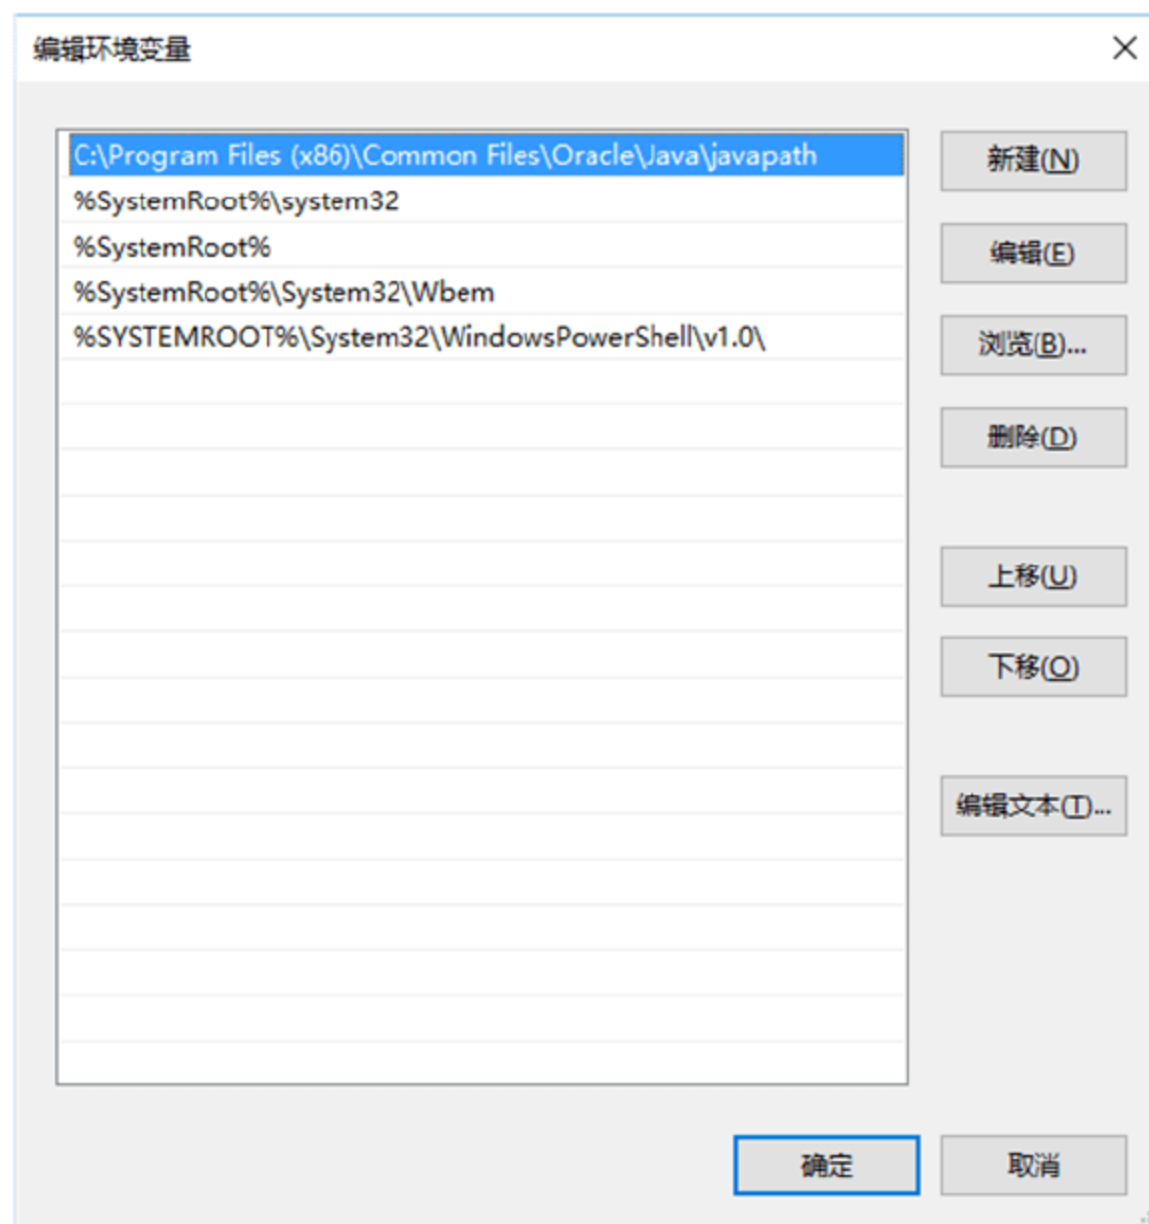 编辑环境变量
C:\Program Files (x86)\Common Files\Oracle\Java\javapath
%SystemRoot%\system32
%SystemRoot%
%SystemRoot%\System32\Wbem
%SYSTEMROOT%\System32\WindowsPowerShell\v1.0\
新建(N)
编辑(E)
浏览(B)...
删除(D)
上移(U)
下移(O)
编辑文本(T)...
确定
取消